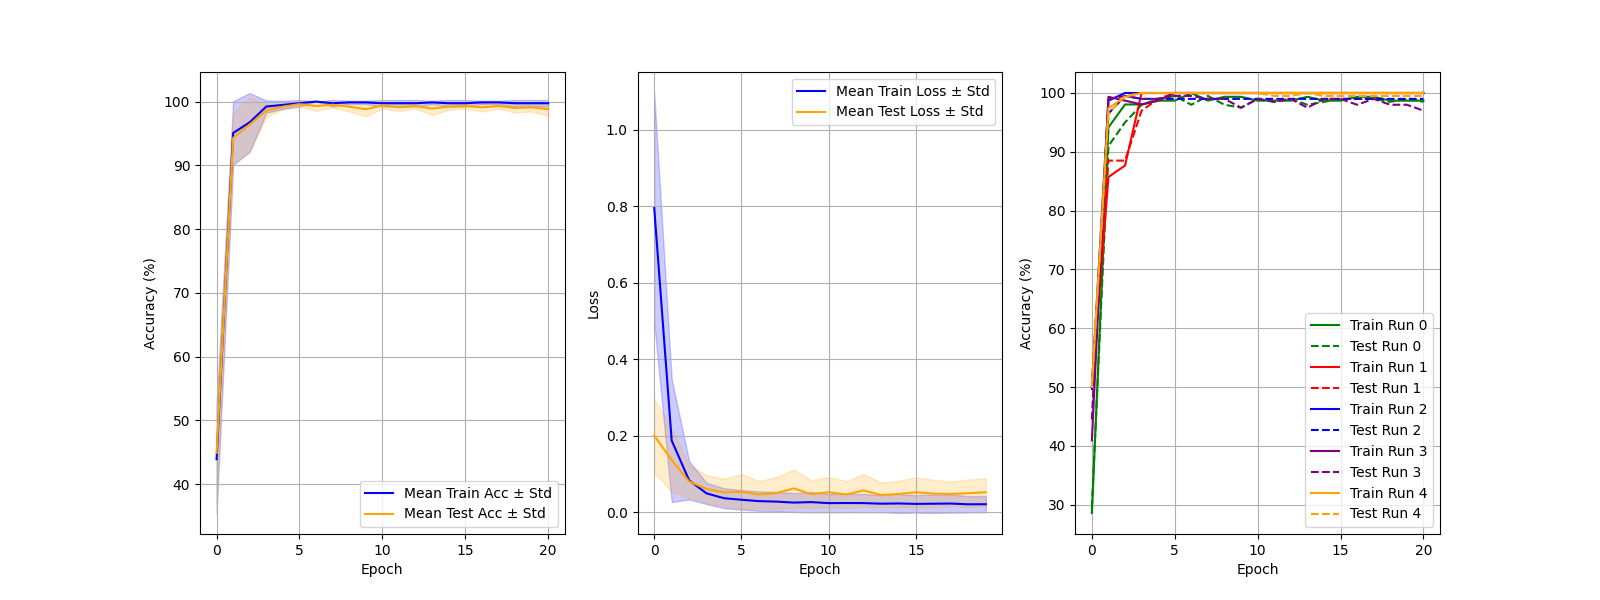 100
90
80
70
60
50
40
0
5
10
15
20
Accuracy (%)
Epoch
Mean Train Acc ± Std
Mean Test Acc ± Std
1.0
0.8
0.6
0.4
0.2
0.0
0
5
10
15
Loss
Epoch
Mean Train Loss ± Std
Mean Test Loss ± Std
100
90
80
70
60
50
40
30
0
5
10
15
20
Accuracy (%)
Epoch
Train Run 0
Test Run 0
Train Run 1
Test Run 1
Train Run 2
Test Run 2
Train Run 3
Test Run 3
Train Run 4
Test Run 4